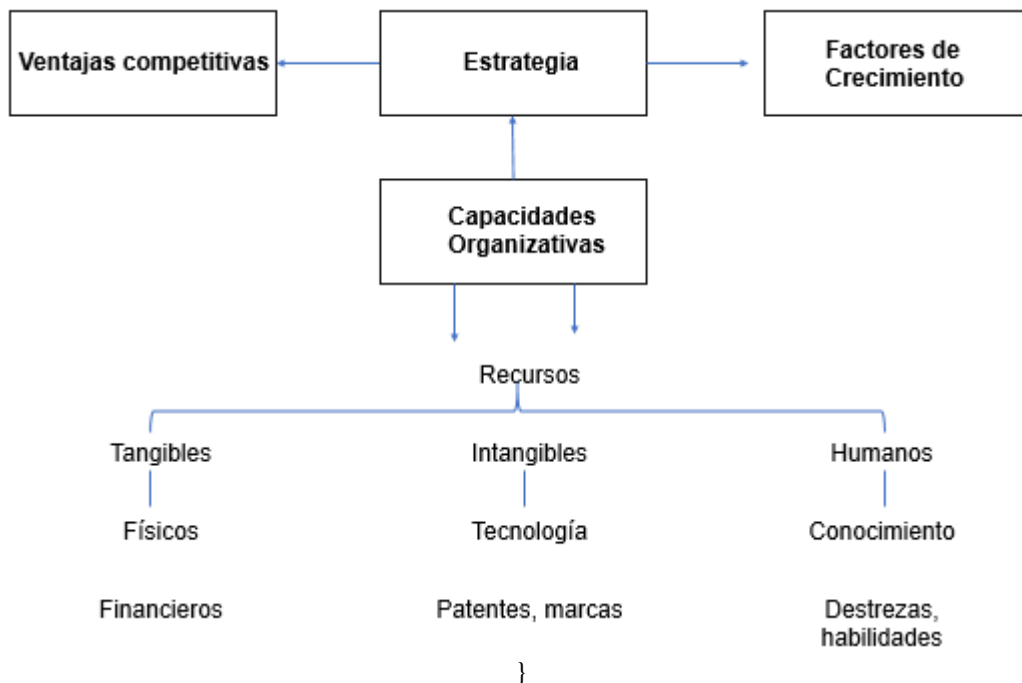 Ventajas competitivas
Estrategia
Factores de
Crecimiento
Capacidades
Organizativas
Recursos
Tangibles
Intangibles
Humanos
Físicos
Tecnología
Conocimiento
Financieros
Patentes, marcas
Destrezas,
habilidades
}